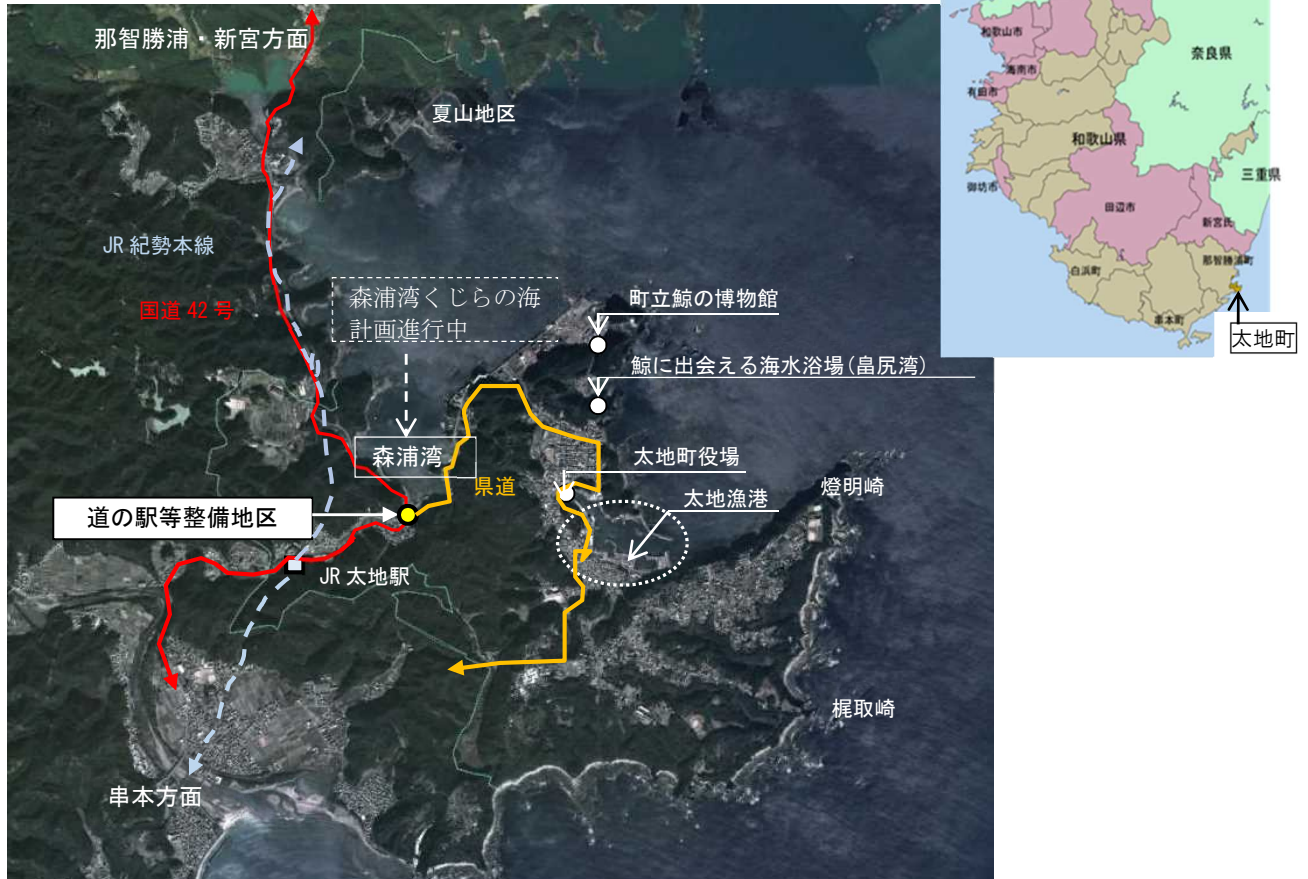 那智勝浦・新宮方面
夏山地区
JR 紀勢本線
国道 42 号
森浦湾くじらの海
計画進行中
町立鯨の博物館
鯨に出会える海水浴場(畠尻湾)
森浦湾
県道
太地町役場
太地漁港
燈明崎
道の駅等整備地区
JR 太地駅
梶取崎
串本方面
和歌山市
海南市
有田市
奈良県
和歌山県
三重県
御坊市
田辺市
新宮氏
那智勝浦町
白浜町
串本町
太地町